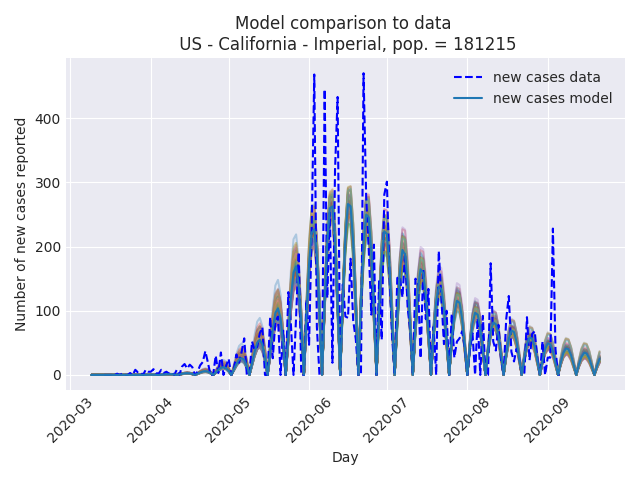 Model comparison to data
US - California - Imperial, pop. = 181215
new cases data
new cases model
Number of new cases reported
400
300
200
100
0
2020-03
2020-04
2020-05
2020-06
2020-07
2020-08
2020-09
Day